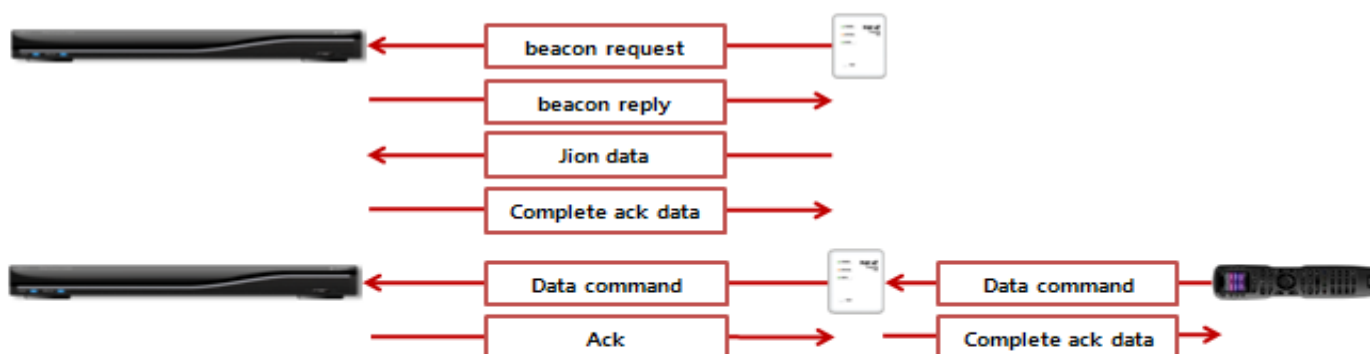 beacon request
beacon reply
Jion data
Complete ack data
Data command
Data command
Ack
Complete ack data